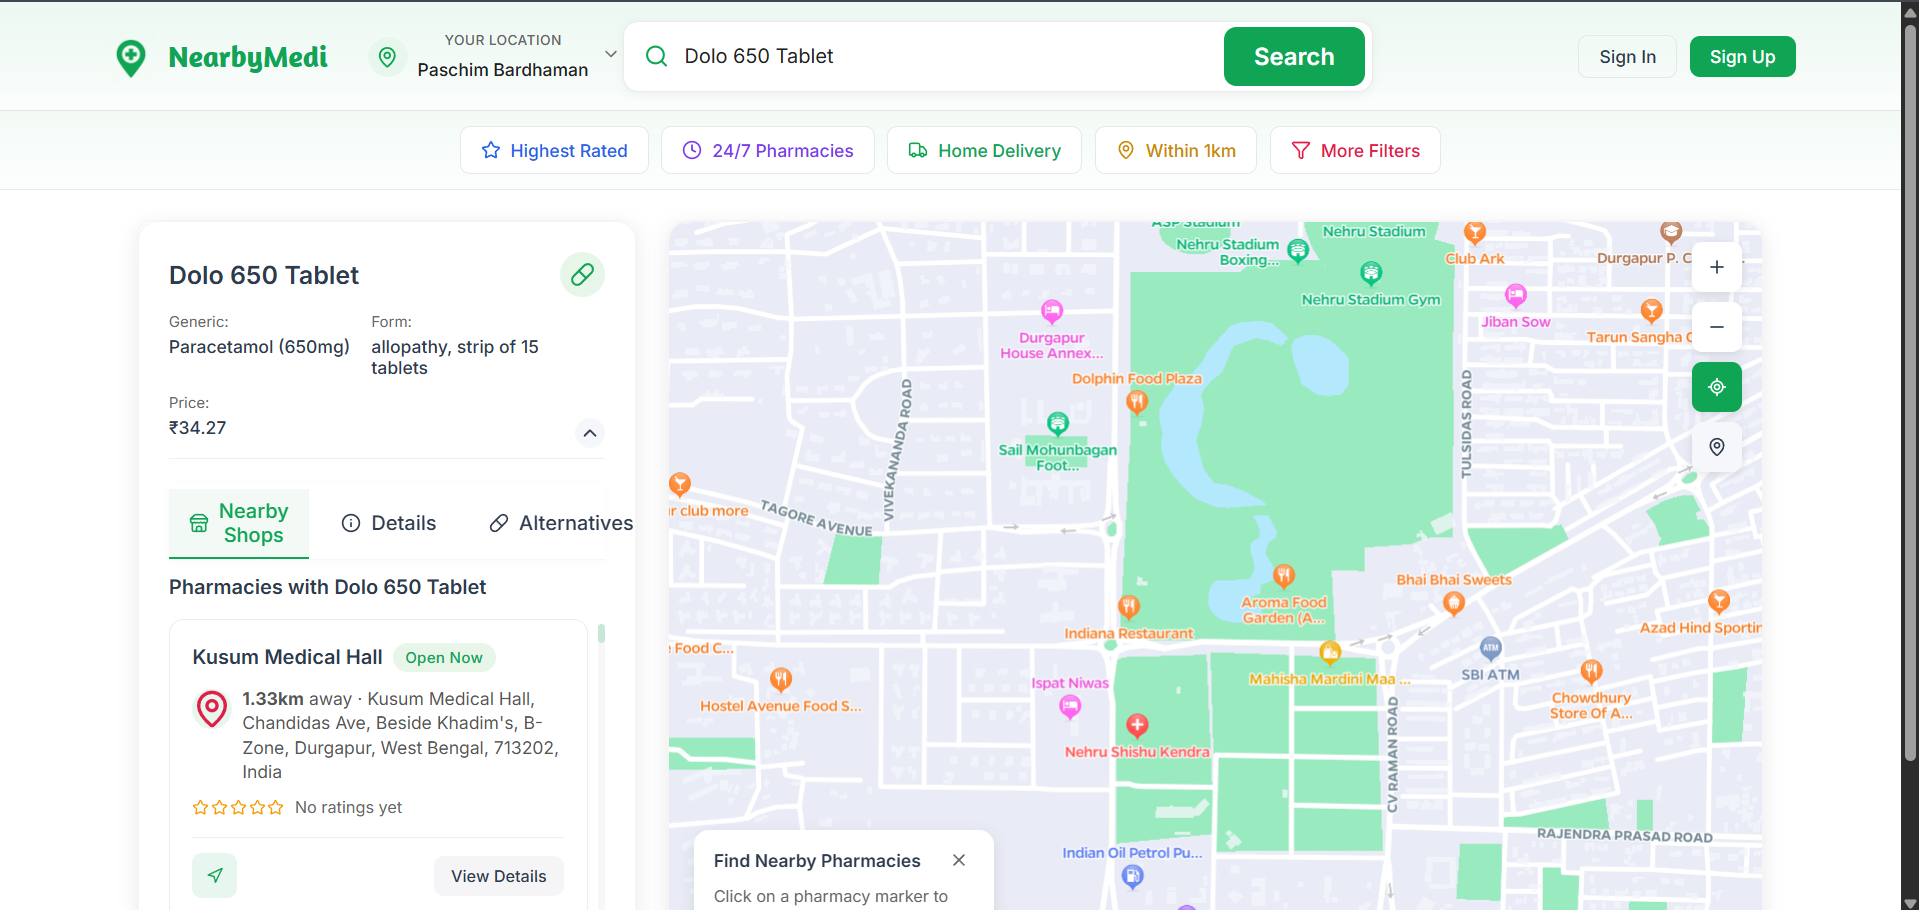 NearbyMedi
YOUR LOCATION
Paschim Bardhaman
Dolo 650 Tablet
Search
Sign In
Sign Up
Highest Rated
24/7 Pharmacies
Home Delivery
Within 1km
More Filters
Dolo 650 Tablet
Generic:
Paracetamol (650mg)
Form:
allopathy, strip of 15
tablets
Price:
₹34.27
Nearby
Shops
Details
Alternatives
Pharmacies with Dolo 650 Tablet
Kusum Medical Hall
Open Now
1.33km away · Kusum Medical Hall,
Chandidas Ave, Beside Khadim's, B-
Zone, Durgapur, West Bengal, 713202,
India
No ratings yet
View Details
ASP Stadium
Nehru Stadium
Boxing...
Nehru Stadium
Nehru Stadium Gym
Club Ark
Durgapur P. C
Jiban Sow
Tarun Sangha C
Durgapur
House Annex...
Dolphin Food Plaza
Sail Mohunbagan
Foot...
VIVEKANANDA ROAD
TULSIDAS ROAD
r club more
TAGORE AVENUE
Bhai Bhai Sweets
Aroma Food
Garden (A...
Indiana Restaurant
Azad Hind Sportin
Food C...
Mahisha Mardini Maa ...
ATM
SBI ATM
Ispat Niwas
Hostel Avenue Food S...
Chowdhury
Store Of A...
Nehru Shishu Kendra
CV RAMAN ROAD
RAJENDRA PRASAD ROAD
Indian Oil Petrol Pu...
Find Nearby Pharmacies
Click on a pharmacy marker to